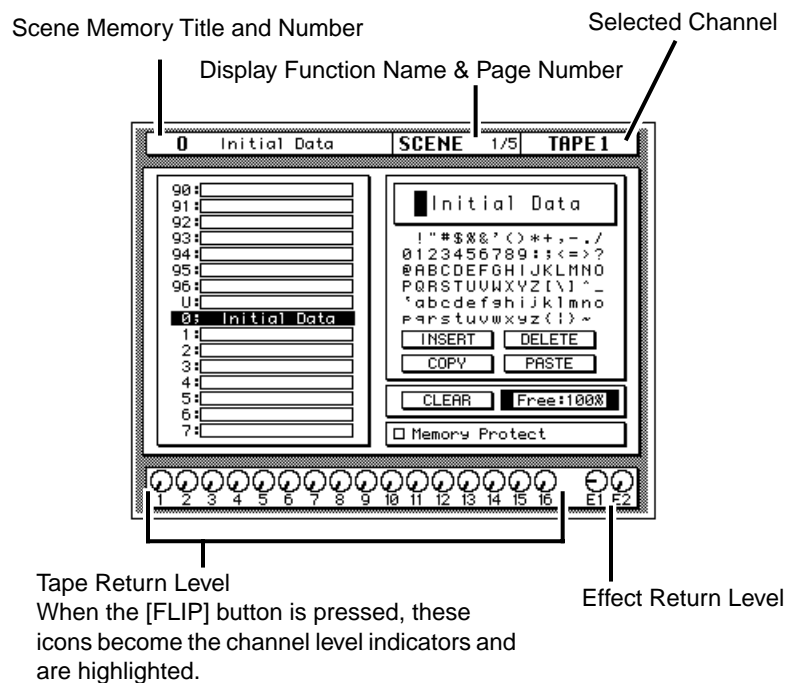 Scene Memory Title and Number
Selected Channel
Display Function Name & Page Number
0 Initial Data
SCENE 1/5
TAPE1
90:
91:
92:
93:
94:
95:
96:
U:
0; Initial Data
1:
2:
3:
4:
5:
6:
7:
Initial Data
!"#$%&'()*+,-./
0123456789:;<=>?
@ABCDEFGHIJKLMNO
PQRSTUVWXYZ[\]^_
`abcdefghijklmno
pqrstuvwxyz{|}~
INSERT DELETE
COPY PASTE
CLEAR Free:100%
Memory Protect
1 2 3 4 5 6 7 8 9 10 11 12 13 14 15 16 E1 E2
Tape Return Level
When the [FLIP] button is pressed, these
icons become the channel level indicators and
are highlighted.
Effect Return Level